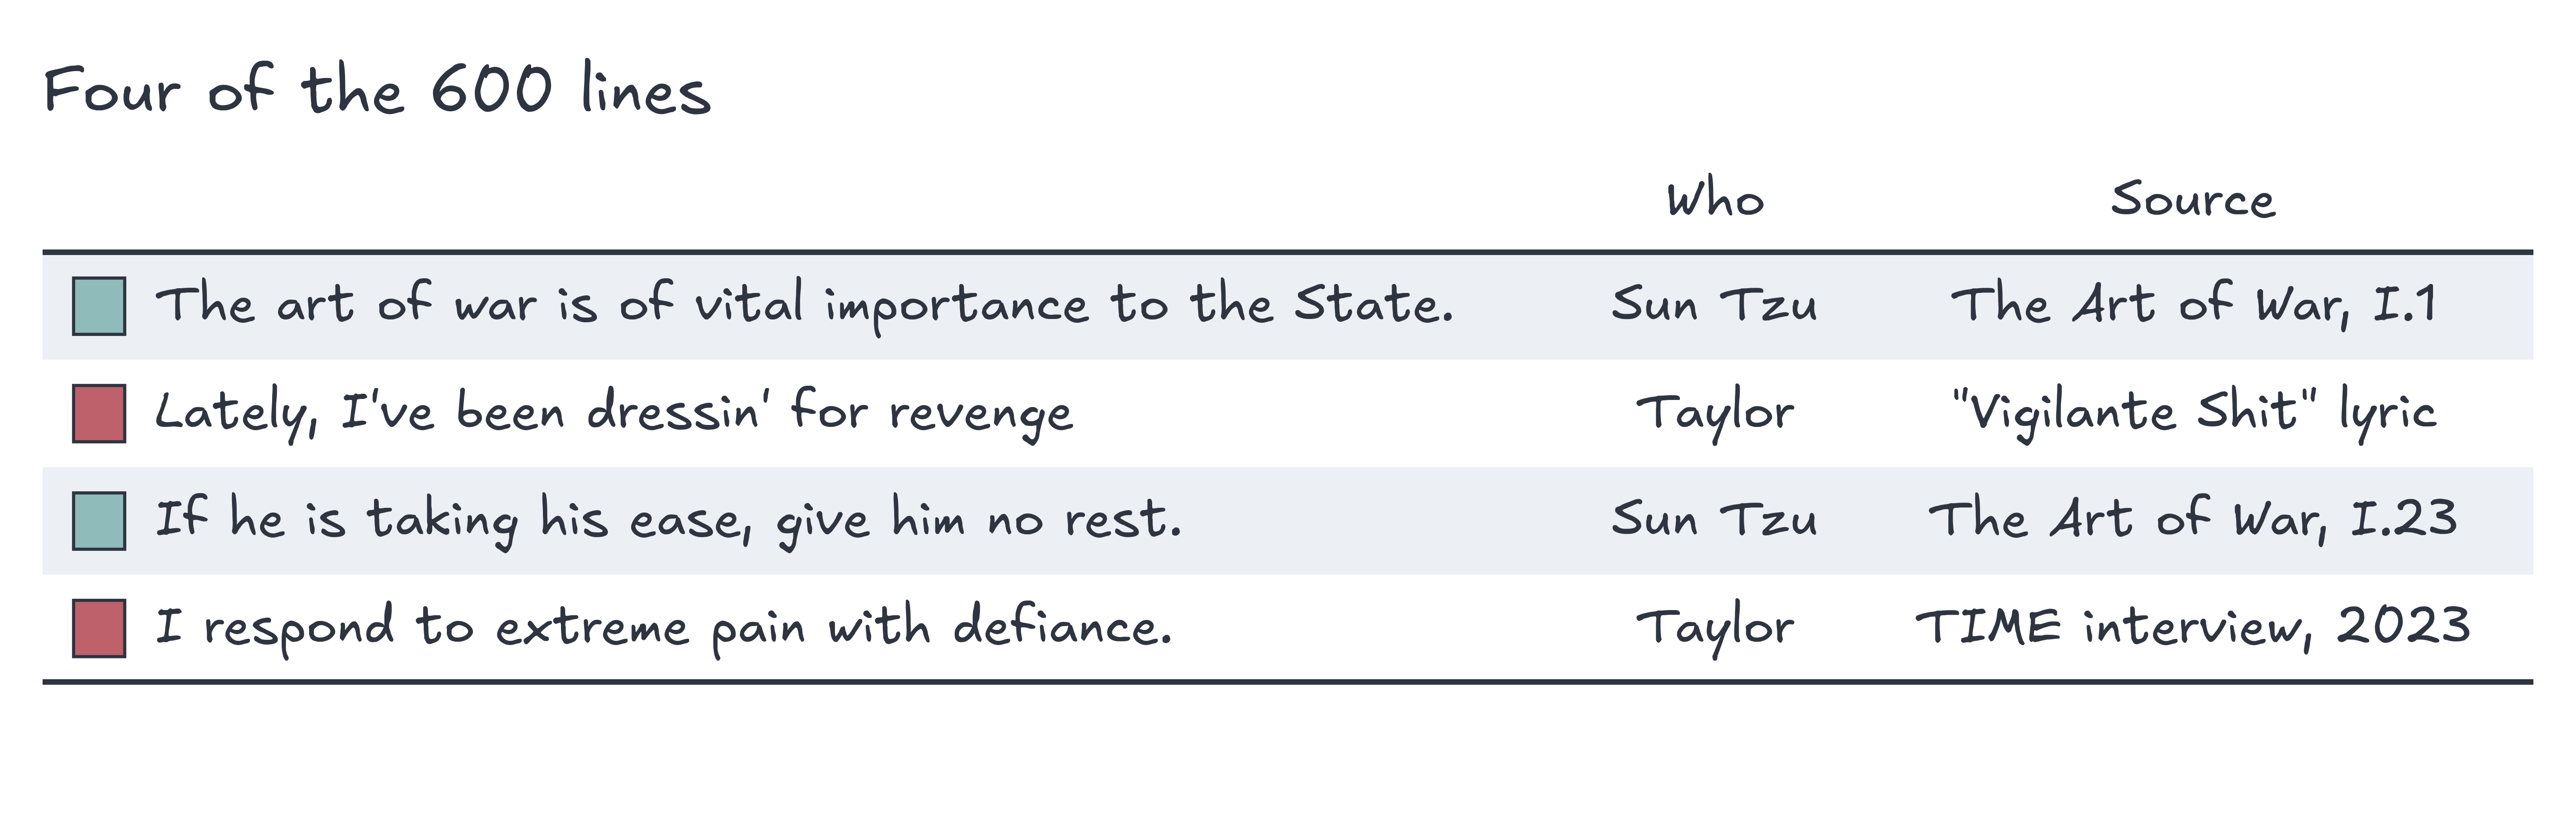 Four of the 600 lines
Who Source
The art of war is of vital importance to the State. Sun Tzu The Art of War, I.1
Lately, I've been dressin' for revenge Taylor "Vigilante Shit" lyric
If he is taking his ease, give him no rest. Sun Tzu The Art of War, I.23
I respond to extreme pain with defiance. Taylor TIME interview, 2023